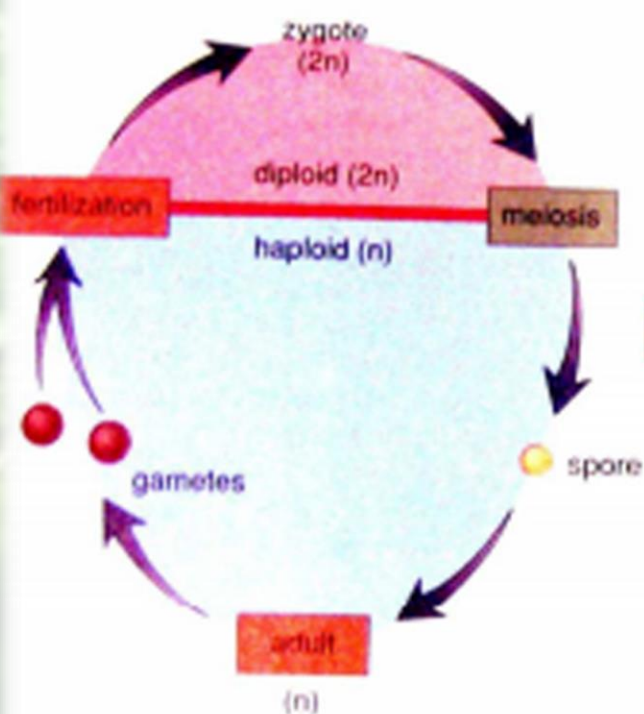 zygote
(2n)
diploid (2n)
fertilization
meiosis
haploid (n)
gametes
spore
adult
(n)